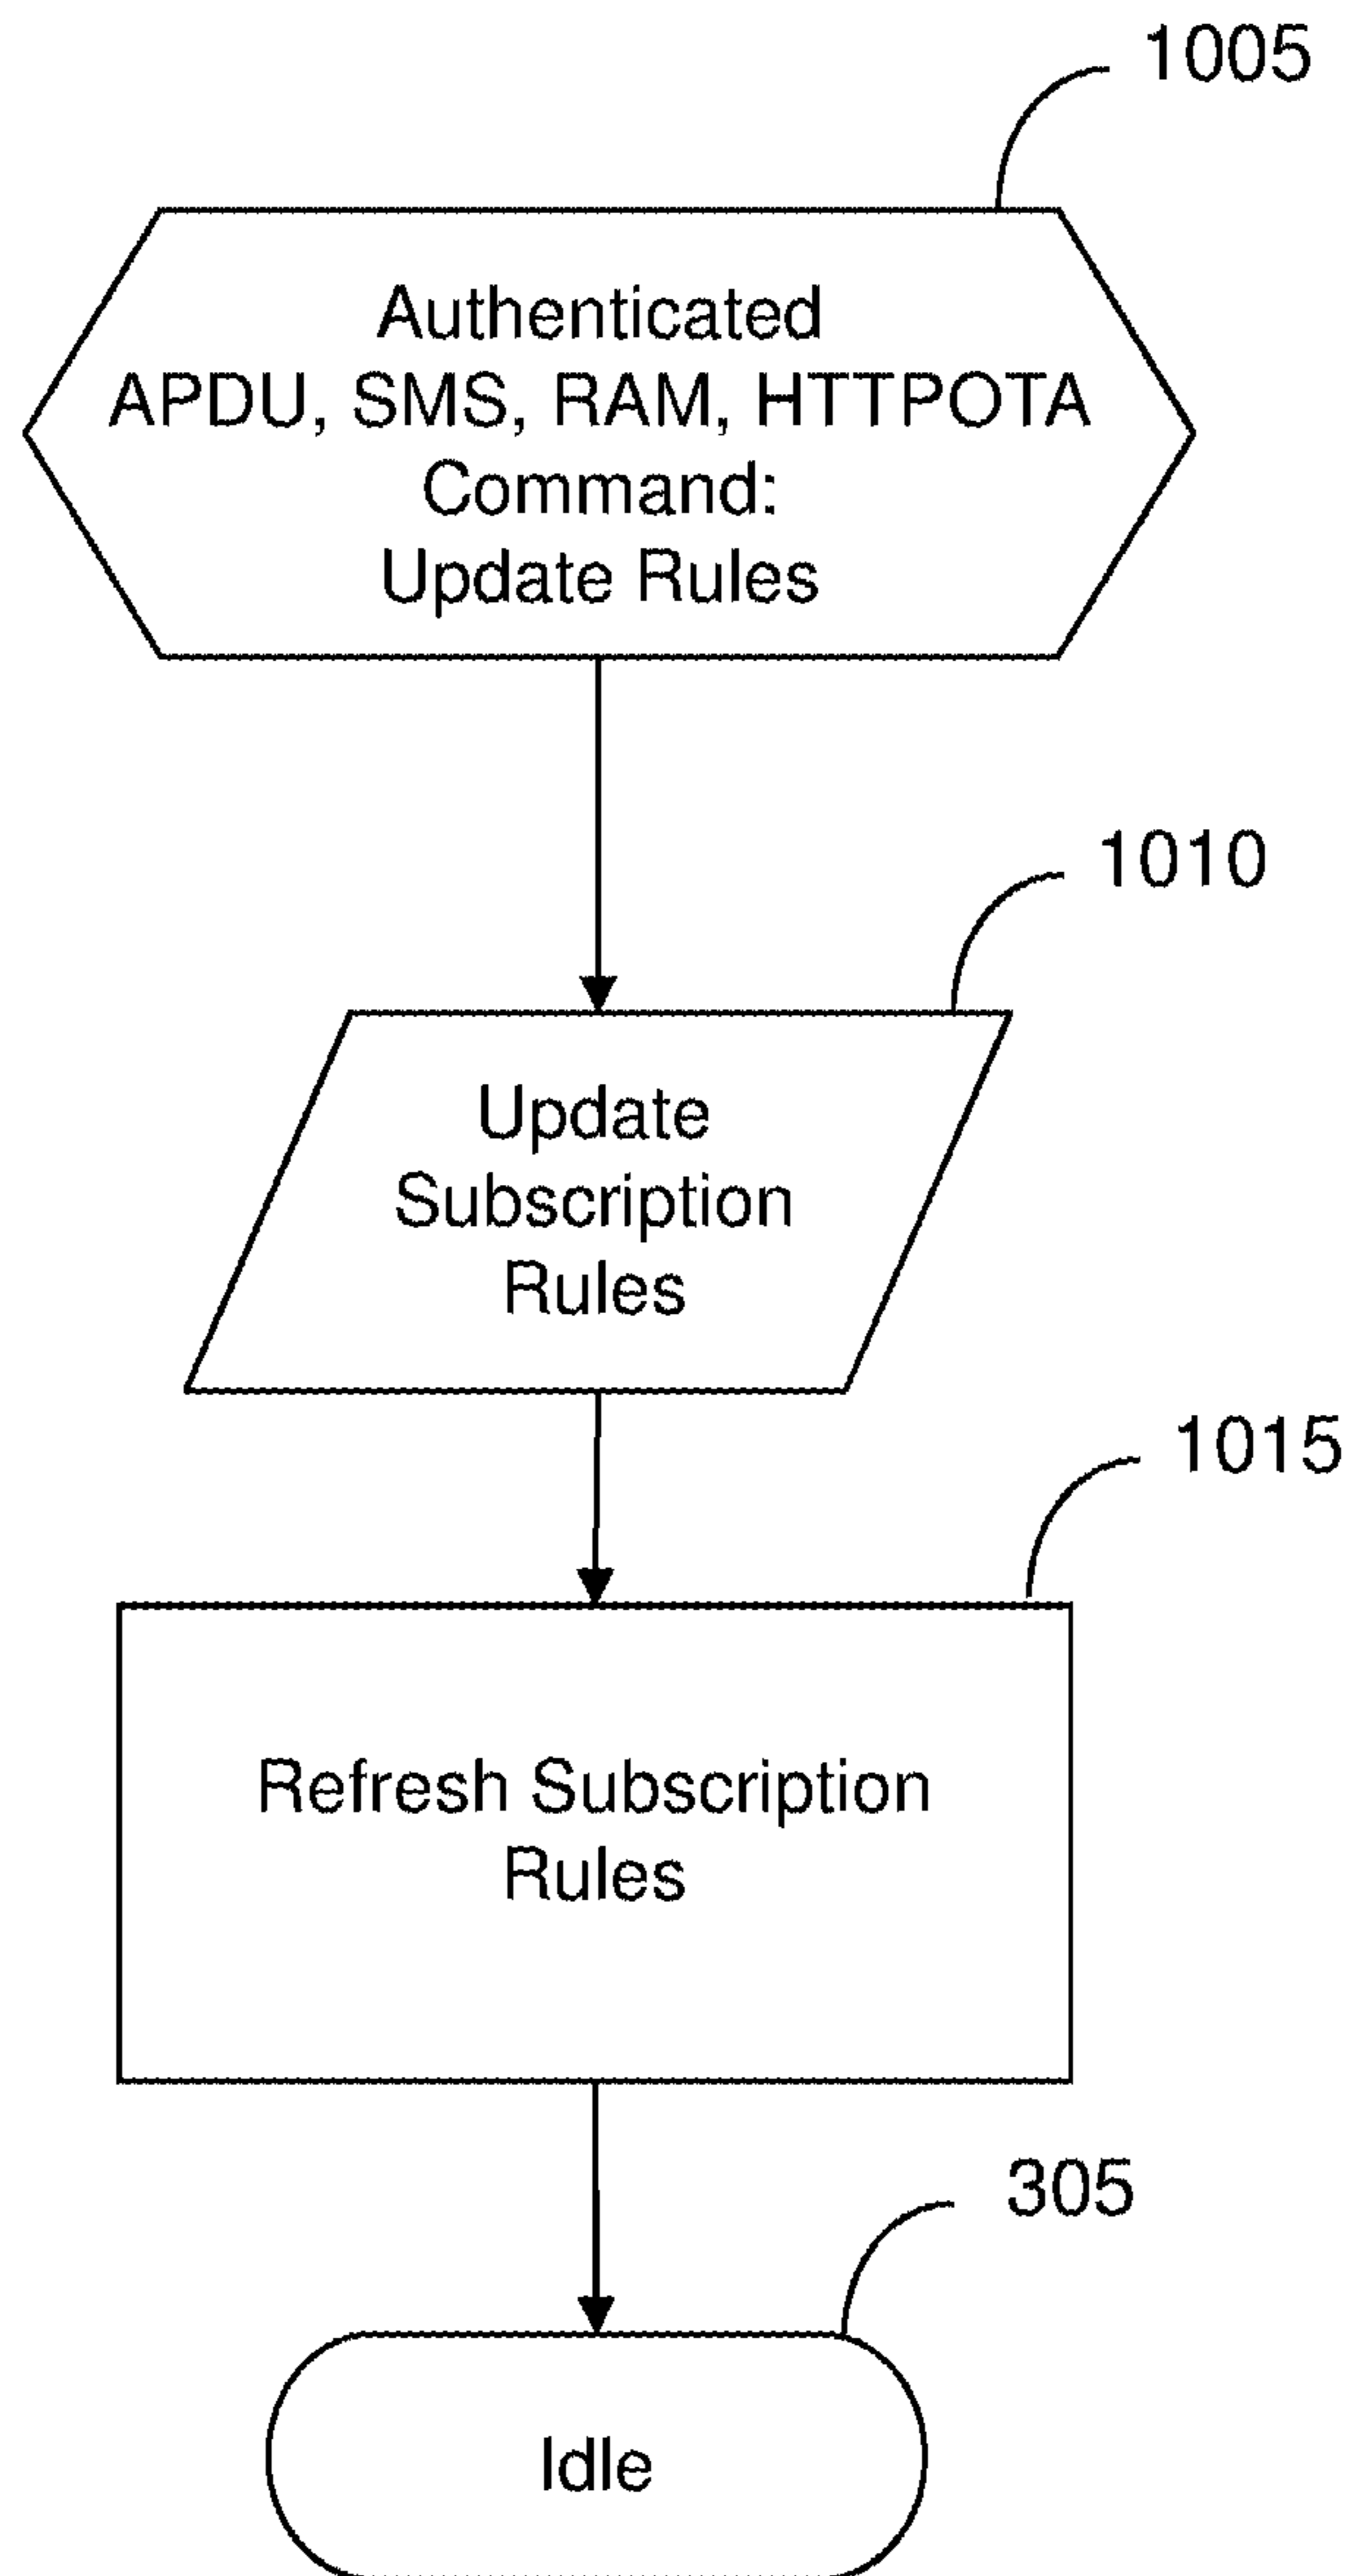 1005
Authenticated
APDU, SMS, RAM, HTTPOTA
Command:
Update Rules
1010
Update
Subscription
Rules
1015
Refresh Subscription
Rules
305
Idle